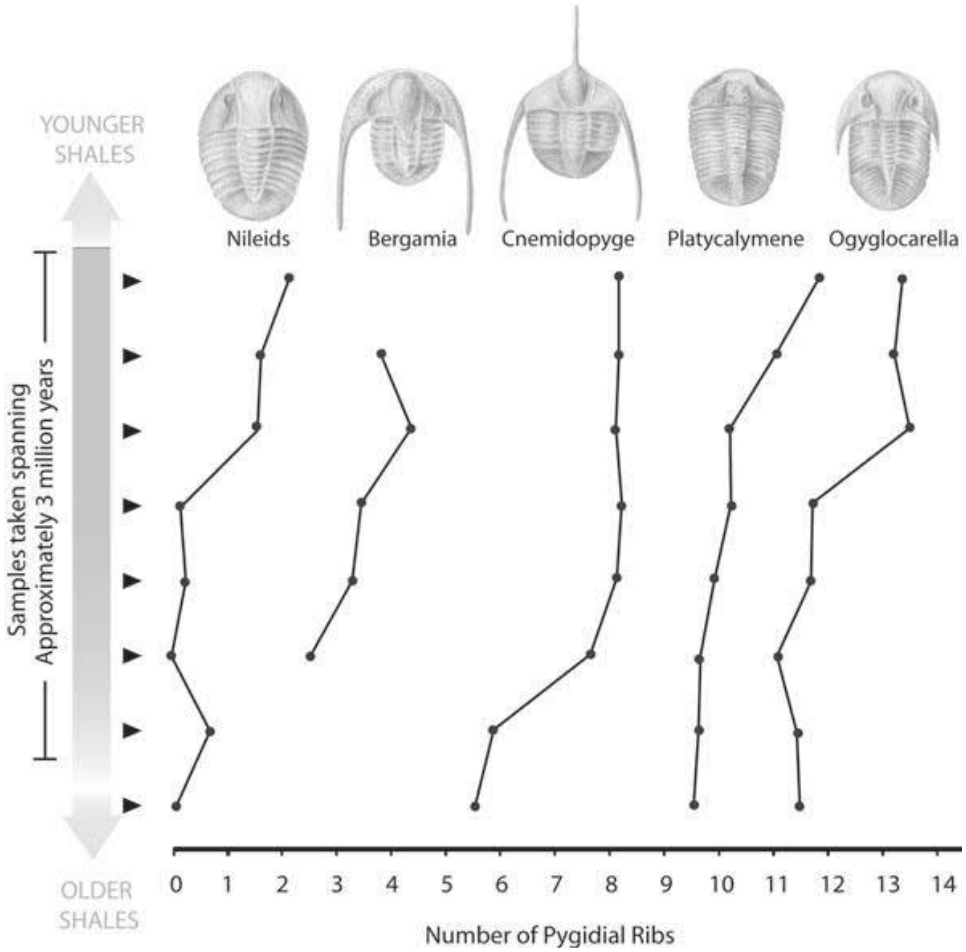 YOUNGER
SHALES
Nileids
Bergamia
Cnemidopyge
Platycalymene
Ogyglocarella
Samples taken spanning
Approximately 3 million years
0 1 2 3 4 5 6 7 8 9 10 11 12 13 14
OLDER
SHALES
Number of Pygidial Ribs